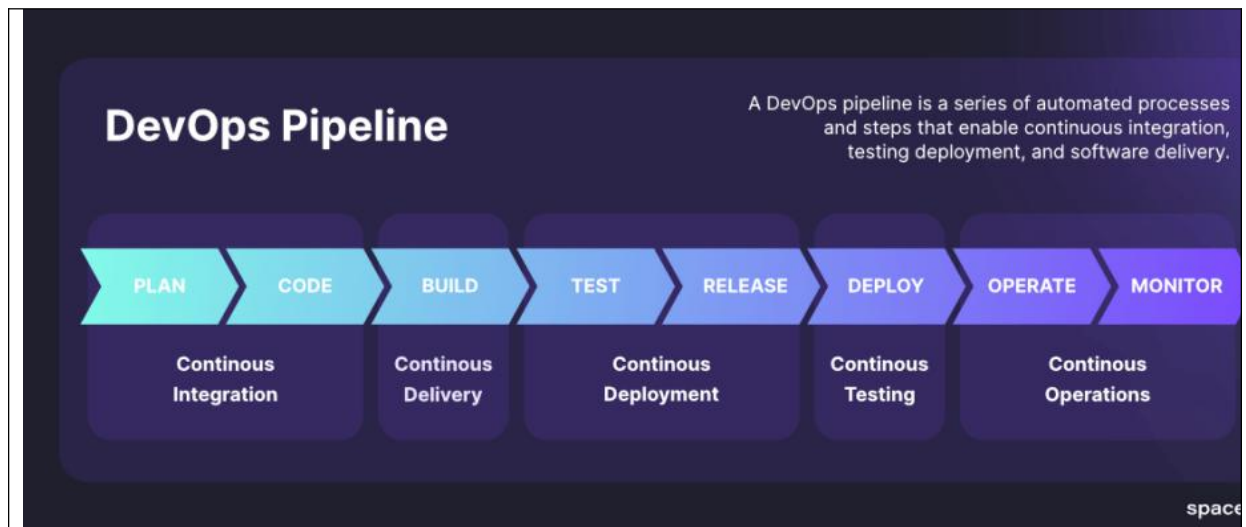 DevOps Pipeline
A DevOps pipeline is a series of automated processes
and steps that enable continuous integration,
testing deployment, and software delivery.
PLAN
CODE
BUILD
TEST
RELEASE
DEPLOY
OPERATE
MONITOR
Continous
Integration
Continous
Delivery
Continous
Deployment
Continous
Testing
Continous
Operations
space